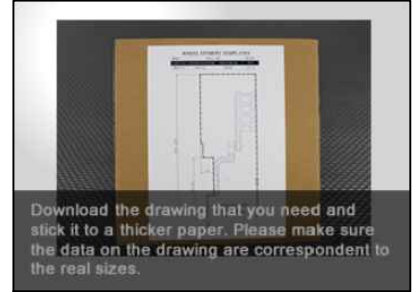 Download the drawing that you need and
stick it to a thicker paper. Please make sure
the data on the drawing are correspondent to
the real sizes.